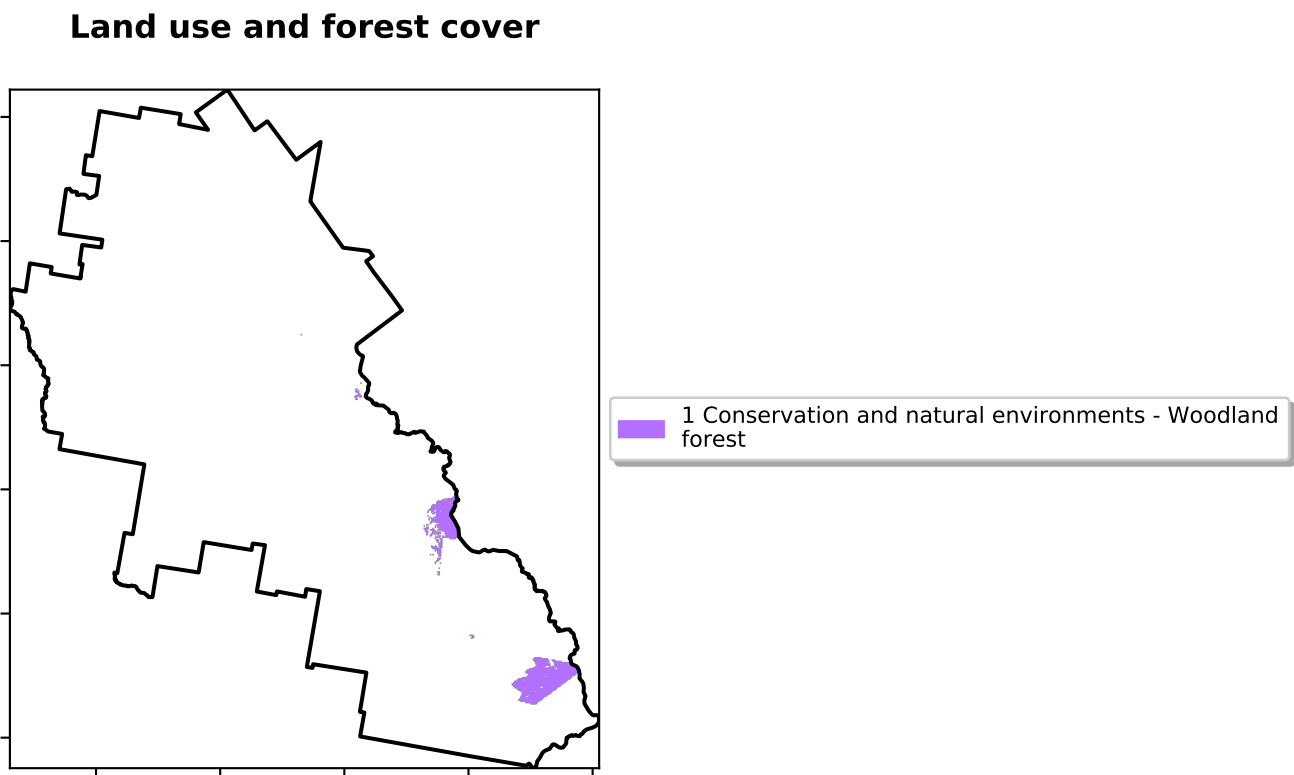 Land use and forest cover
1 Conservation and natural environments - Woodland
forest